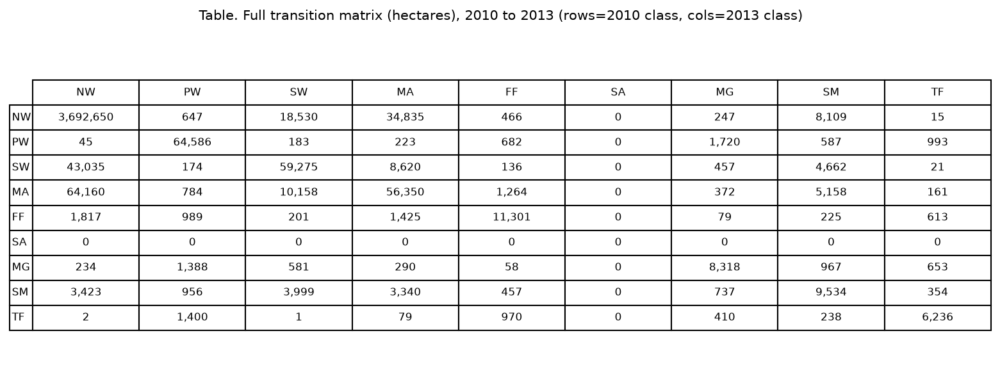 Table. Full transition matrix (hectares), 2010 to 2013 (rows=2010 class, cols=2013 class)
NW PW SW MA FF SA MG SM TF
NW 3,692,650 647 18,530 34,835 466 0 247 8,109 15
PW 45 64,586 183 223 682 0 1,720 587 993
SW 43,035 174 59,275 8,620 136 0 457 4,662 21
MA 64,160 784 10,158 56,350 1,264 0 372 5,158 161
FF 1,817 989 201 1,425 11,301 0 79 225 613
SA 0 0 0 0 0 0 0 0 0
MG 234 1,388 581 290 58 0 8,318 967 653
SM 3,423 956 3,999 3,340 457 0 737 9,534 354
TF 2 1,400 1 79 970 0 410 238 6,236